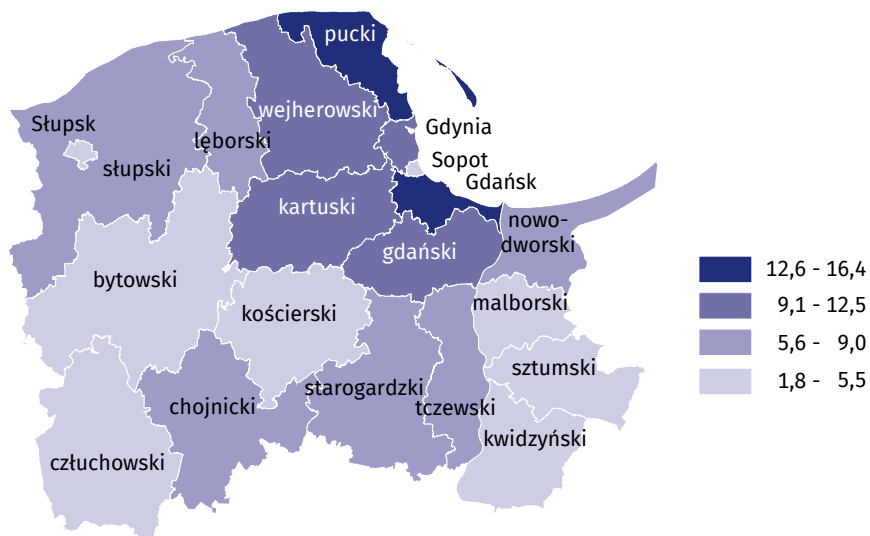 pucki
wejherowski
Gdynia
Słupsk
lęborski
Sopot
słupski
Gdańsk
kartuski
nowo-
dworski
gdański
bytowski
malborski
kościerski
sztumski
starogardzki
chojnicki
tczewski
kwidzyński
człuchowski
12,6 - 16,4
9,1 - 12,5
5,6 - 9,0
1,8 - 5,5